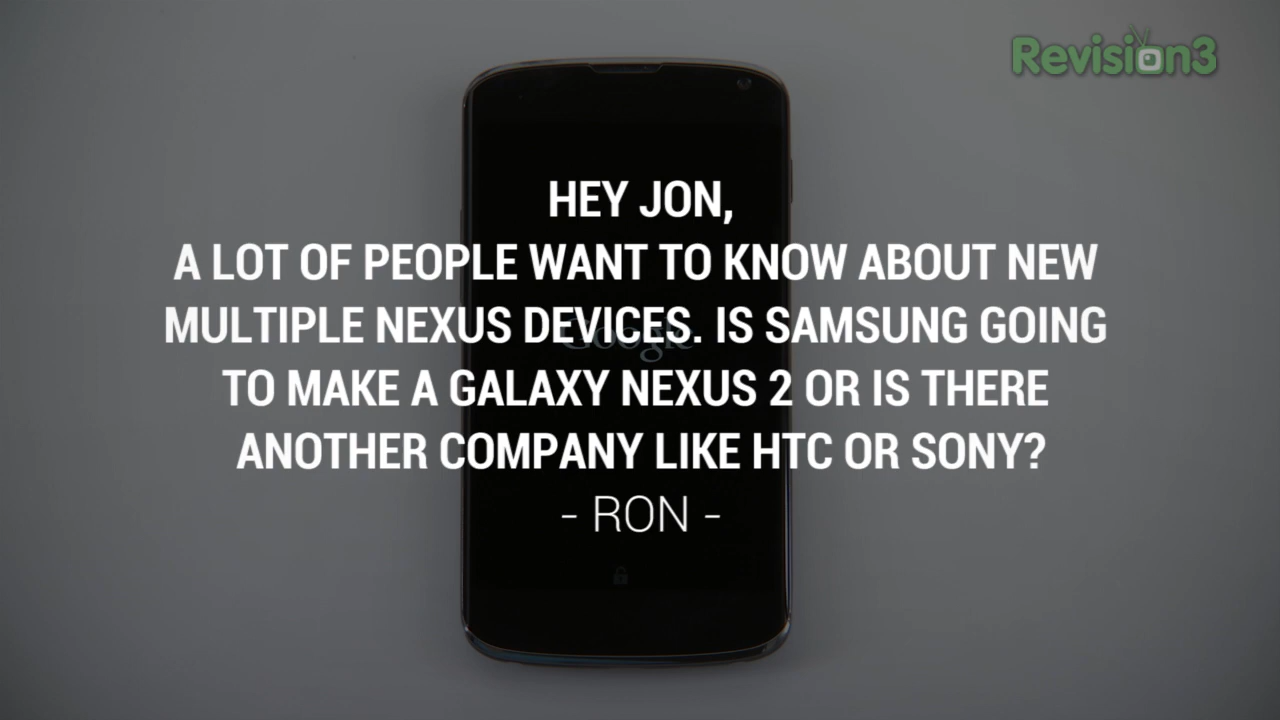 Revision3
HEY JON,
A LOT OF PEOPLE WANT TO KNOW ABOUT NEW
MULTIPLE NEXUS DEVICES. IS SAMSUNG GOING
TO MAKE A GALAXY NEXUS 2 OR IS THERE
ANOTHER COMPANY LIKE HTC OR SONY?
- RON -
Google